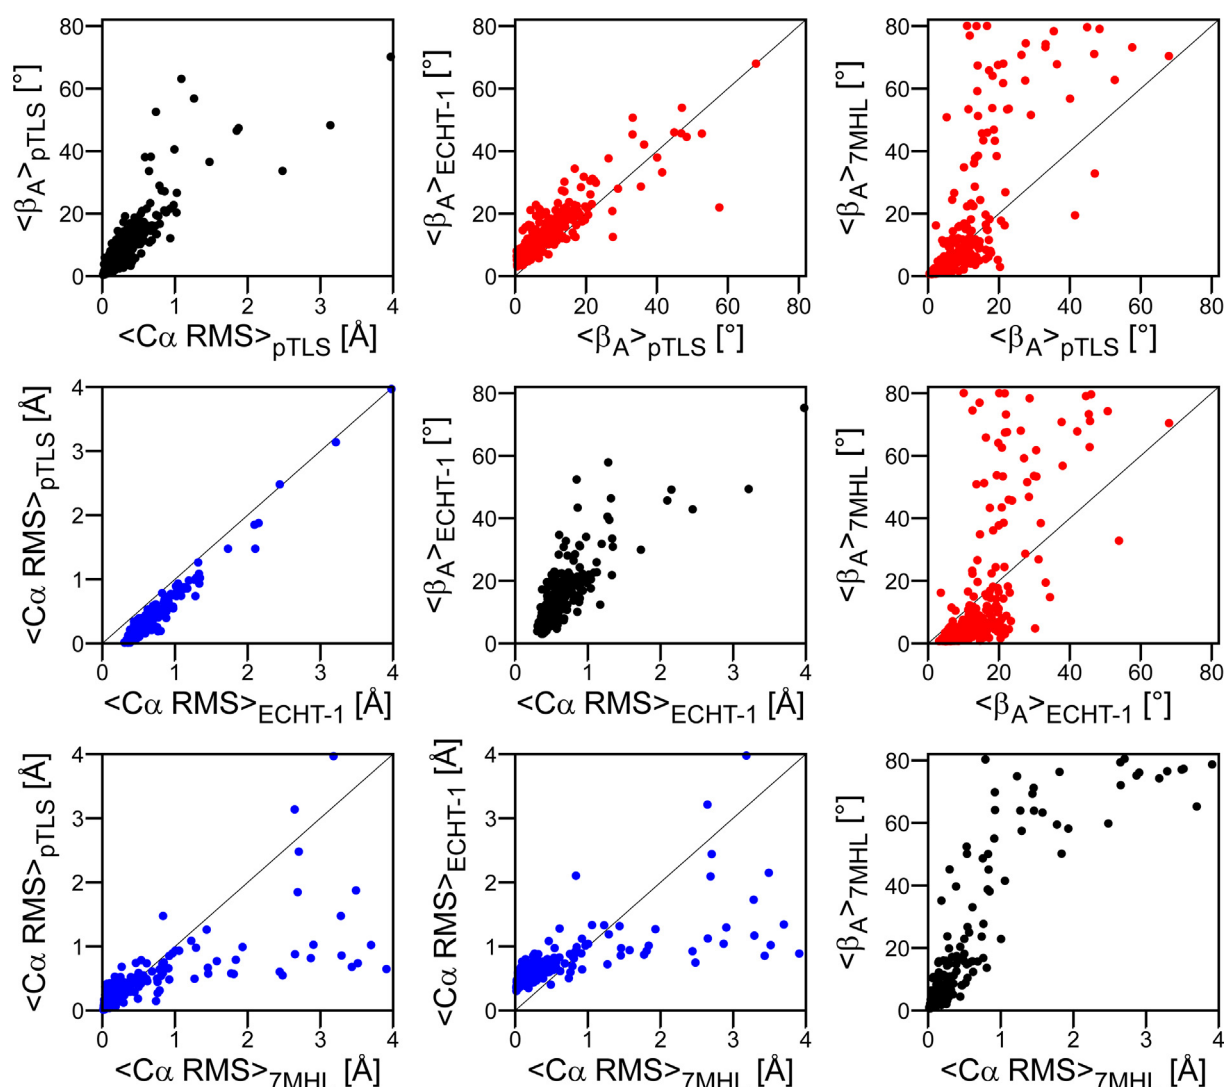 <βA>pTLS [°]
80
60
40
20
0
0 1 2 3 4
<Cα RMS>pTLS [Å]
<βA>ECHT-1 [°]
80
60
40
20
0
0 20 40 60 80
<βA>pTLS [°]
<βA>7MHL [°]
80
60
40
20
0
0 20 40 60 80
<βA>pTLS [°]
<Cα RMS>pTLS [Å]
4
3
2
1
0
0 1 2 3 4
<Cα RMS>ECHT-1 [Å]
<βA>ECHT-1 [°]
80
60
40
20
0
0 1 2 3 4
<Cα RMS>ECHT-1 [Å]
<βA>7MHL [°]
80
60
40
20
0
0 20 40 60 80
<βA>ECHT-1 [°]
<Cα RMS>pTLS [Å]
4
3
2
1
0
0 1 2 3 4
<Cα RMS>7MHL [Å]
<Cα RMS>ECHT-1 [Å]
4
3
2
1
0
0 1 2 3 4
<Cα RMS>7MHL [Å]
<βA>7MHL [°]
80
60
40
20
0
0 1 2 3 4
<Cα RMS>7MHL [Å]